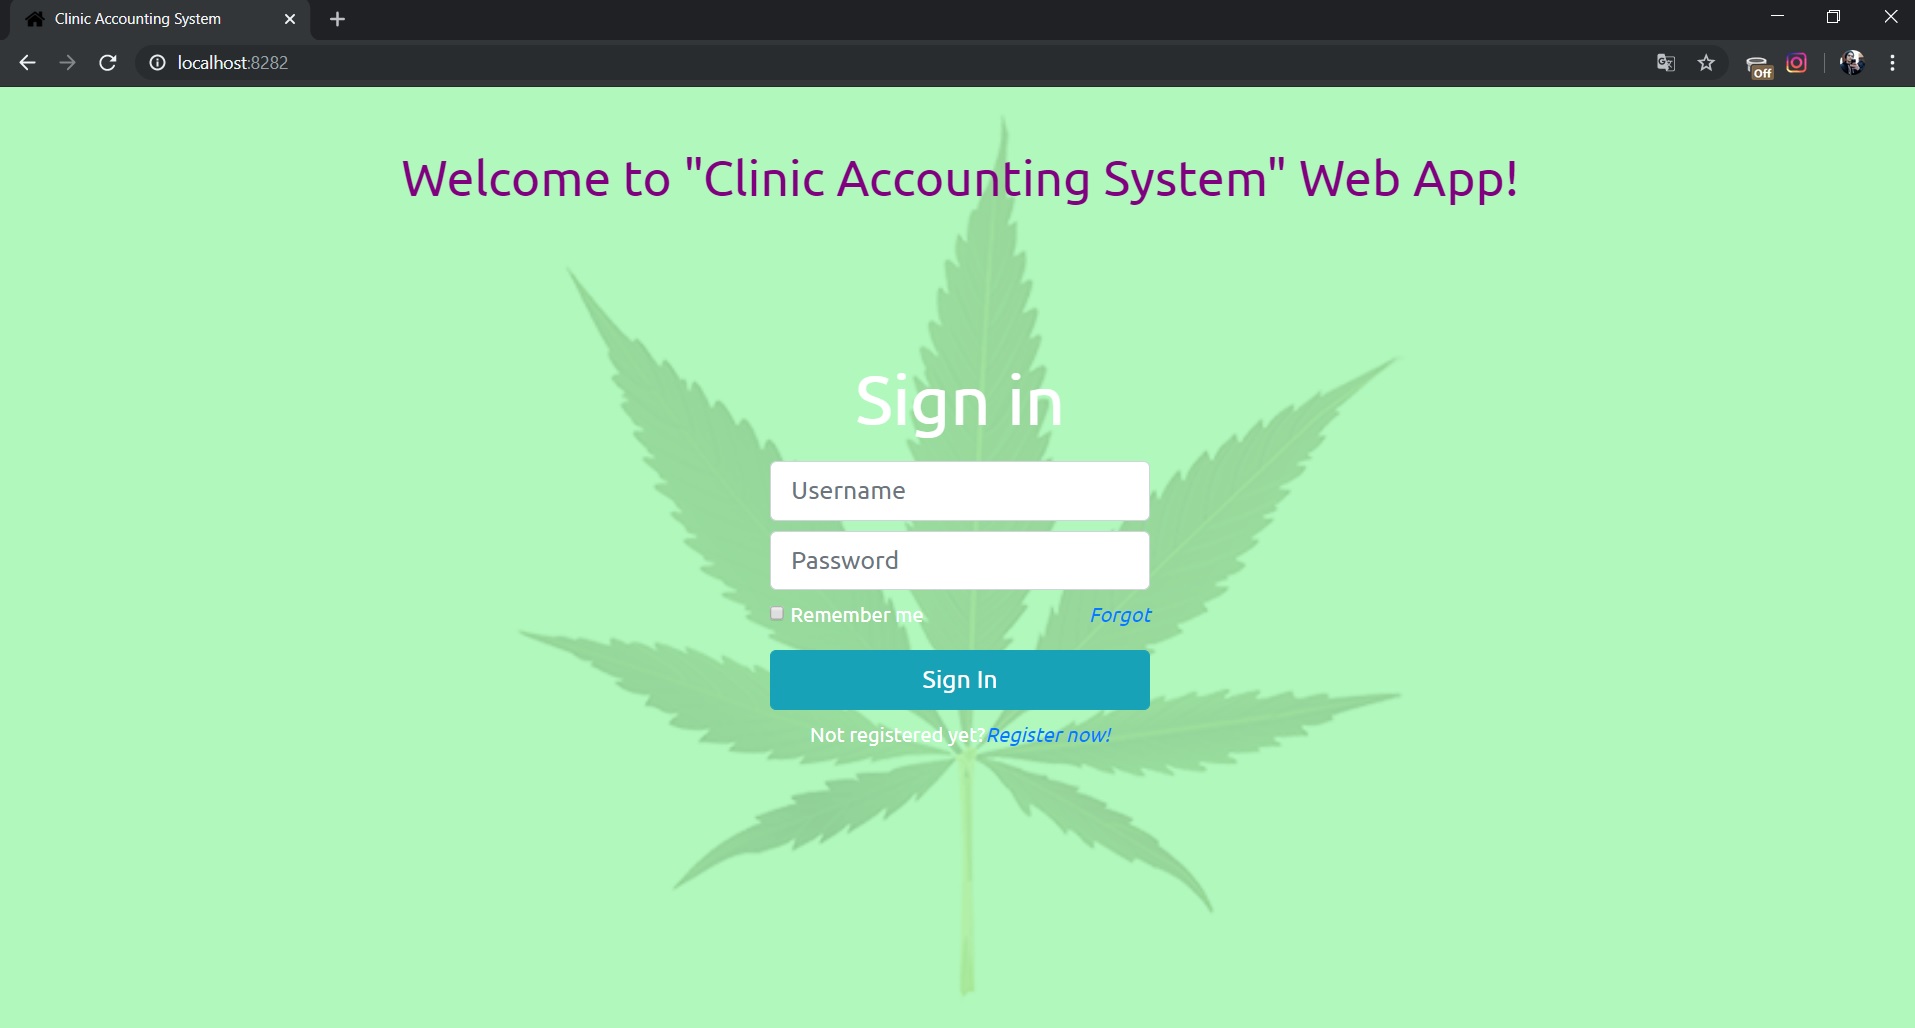 Clinic Accounting System
localhost:8282
Off
Welcome to "Clinic Accounting System" Web App!
Sign in
Username
Password
Remember me Forgot
Sign In
Not registered yet?Register now!